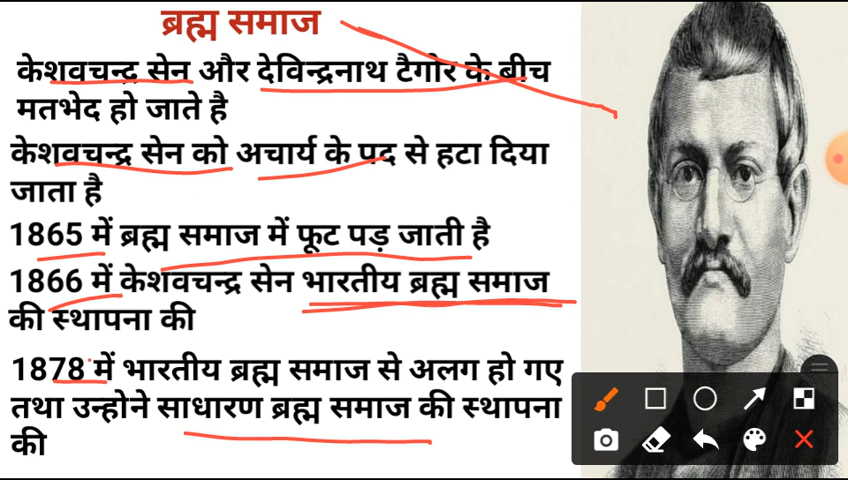 ब्रह्म समाज
केशवचन्द्र सेन और देविन्द्रनाथ टैगोर के बीच
मतभेद हो जाते है
केशवचन्द्र सेन को अचार्य के पद से हटा दिया
जाता है
1865 में ब्रह्म समाज में फूट पड़ जाती है
1866 में केशवचन्द्र सेन भारतीय ब्रह्म समाज
की स्थापना की
1878 में भारतीय ब्रह्म समाज से अलग हो गए
तथा उन्होने साधारण ब्रह्म समाज की स्थापना
की